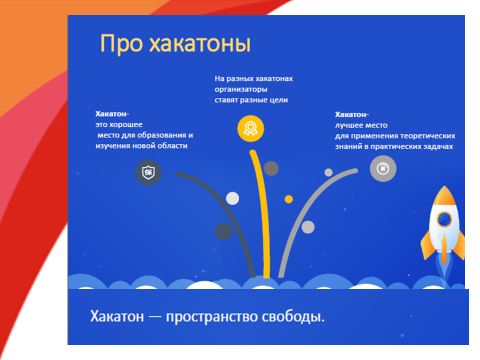 Про хакатоны
На разных хакатонах
организаторы
ставят разные цели
Хакатон-
это хорошее
место для образования и
изучения новой области
Хакатон-
лучшее место
для применения теоретических
знаний в практических задачах
Хакатон — пространство свободы.